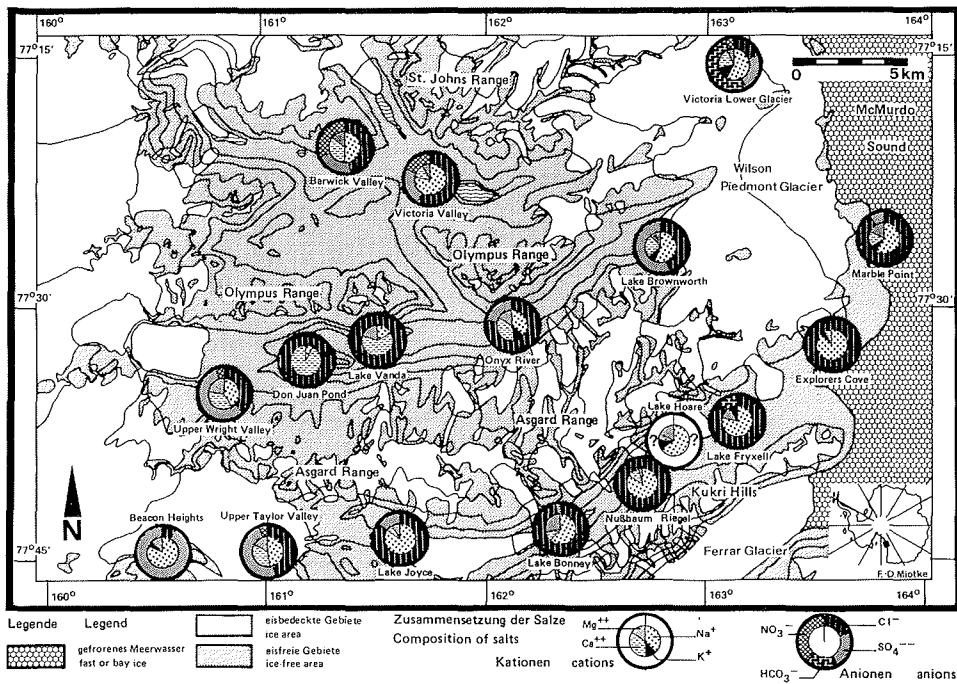 160° 161° 162° 163° 164°
77°15' 77°15'
St. Johns Range
0 5km
Victoria Lower Glacier
McMurdo
Sound
Berwick Valley
Wilson
Piedmont Glacier
Victoria Valley
Olympus Range
Lake Brownworth
Marble Point
77°30' 77°30'
Olympus Range
Onyx River
Lake Vanda
Explorers Cove
Don Juan Pond
Lake Hoare
Upper Wright Valley
Asgard Range
? ?
Lake Fryxell
Asgard Range
Kukri Hills
N
Nußbaum Riegel
Beacon Heights Upper Taylor Valley
77°45' 77°45'
Ferrar Glacier
Lake Joyce
Lake Bonney
F.-D. Miotke
160° 161° 162° 163° 164°
Legende Legend
gefrorenes Meerwasser
fast or bay ice
eisbedeckte Gebiete
ice area
eisfreie Gebiete
ice-free area
Zusammensetzung der Salze
Composition of salts
Kationen cations
Mg++
Ca++
Na+
K+
NO3-
Cl-
SO4--
HCO3-
Anionen anions